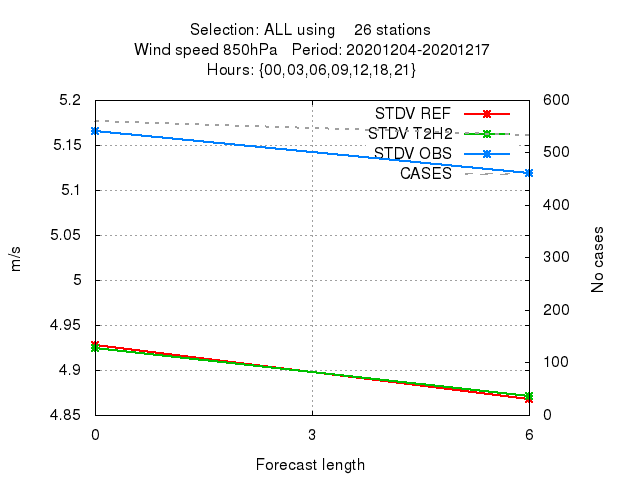 Selection: ALL using 26 stations
Wind speed 850hPa Period: 20201204-20201217
Hours: {00,03,06,09,12,18,21}
5.2
5.15
5.1
5.05
5
4.95
4.9
4.85
m/s
STDV REF
STDV T2H2
STDV OBS
CASES
600
500
400
300
200
100
0
No cases
0 3 6
Forecast length